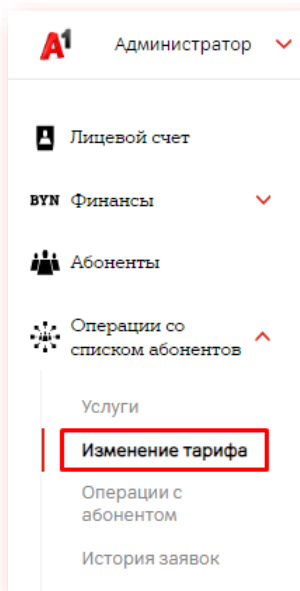 A1 Администратор
Лицевой счет
BYN Финансы
Абоненты
Операции со
списком абонентов
Услуги
Изменение тарифа
Операции с
абонентом
История заявок